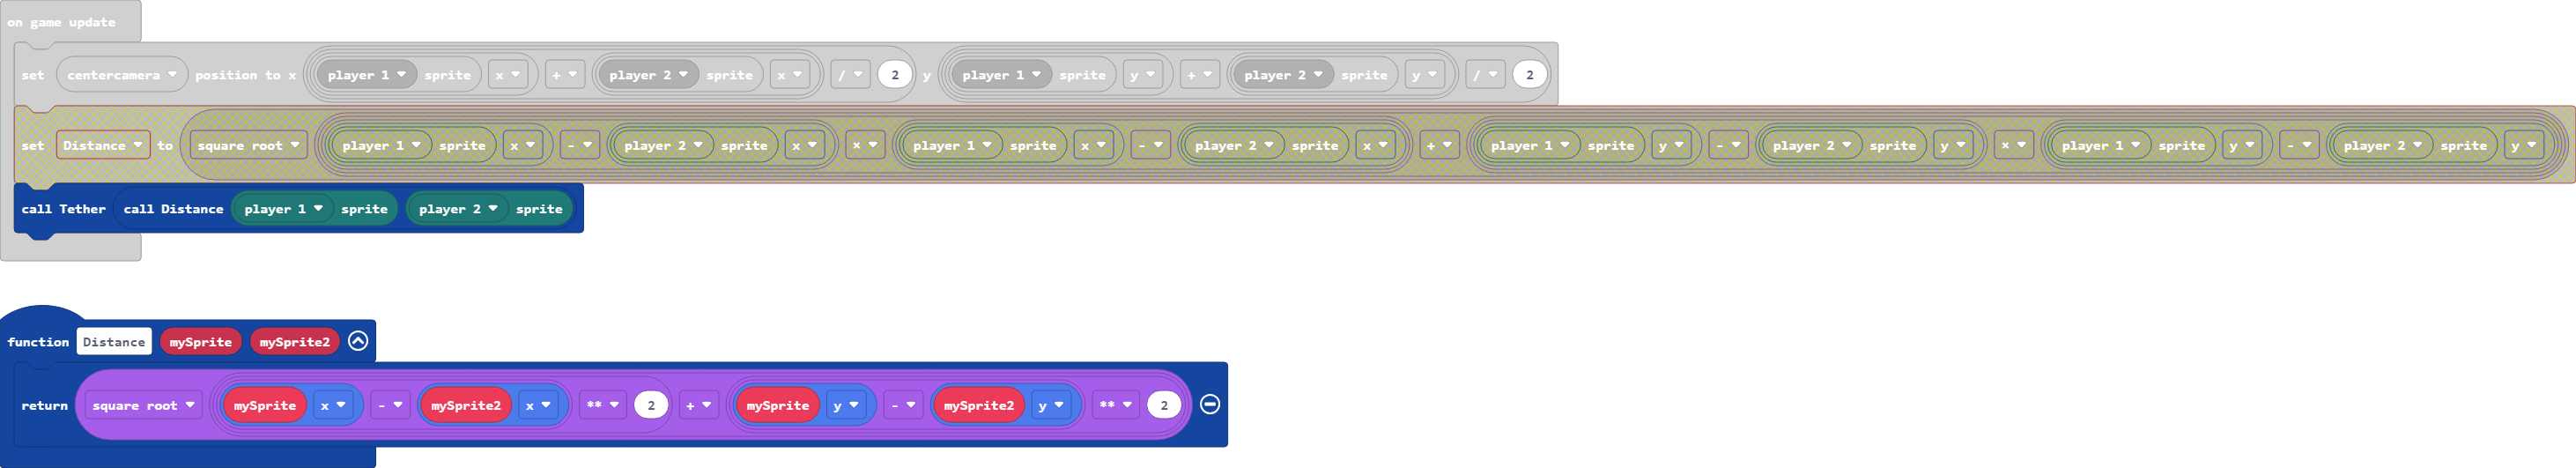 on game update
set centercamera position to x player 1 sprite x + player 2 sprite x / 2 y player 1 sprite y + player 2 sprite y / 2
set Distance to square root player 1 sprite x - player 2 sprite x × player 1 sprite x - player 2 sprite x + player 1 sprite y - player 2 sprite y × player 1 sprite y - player 2 sprite y
call Tether call Distance player 1 sprite player 2 sprite
function Distance mySprite mySprite2
return square root mySprite x - mySprite2 x ** 2 + mySprite y - mySprite2 y ** 2